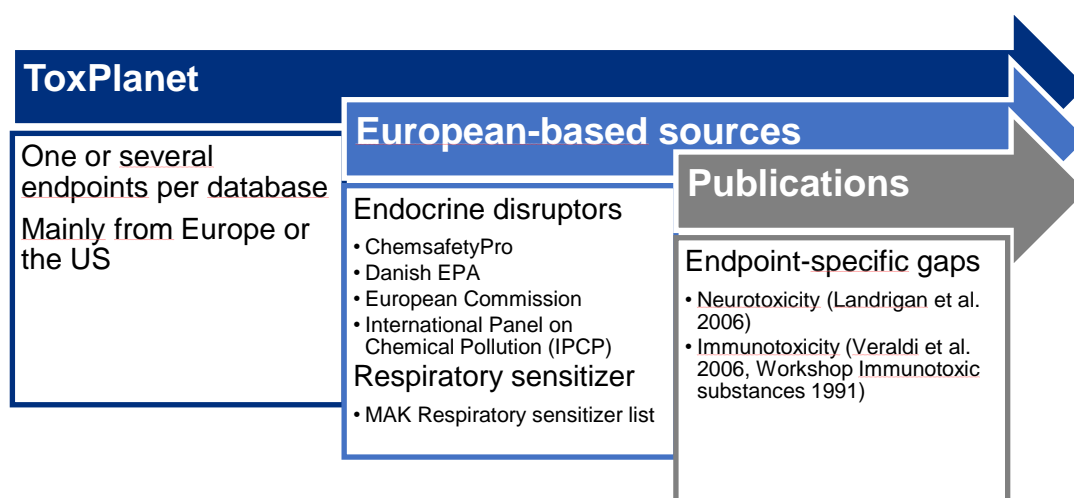 ToxPlanet
One or several
endpoints per database
Mainly from Europe or
the US
European-based sources
Endocrine disruptors
• ChemsafetyPro
• Danish EPA
• European Commission
• International Panel on
Chemical Pollution (IPCP)
Respiratory sensitizer
• MAK Respiratory sensitizer list
Publications
Endpoint-specific gaps
• Neurotoxicity (Landrigan et al.
2006)
• Immunotoxicity (Veraldi et al.
2006, Workshop Immunotoxic
substances 1991)